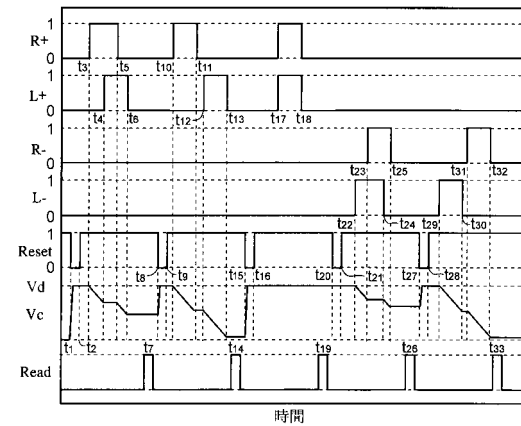 R+ 1 0
t3 t5 t10 t11
L+ 1 0
t4 t6 t12 t13 t17 t18
R- 1 0
t23 t25 t31 t32
L- 1 0
t22 t24 t29 t30
Reset 1 0
t8 t9 t15 t16 t20 t21 t27 t28
Vd
Vc
t1 t2 t7 t14 t19 t26 t33
Read
時間